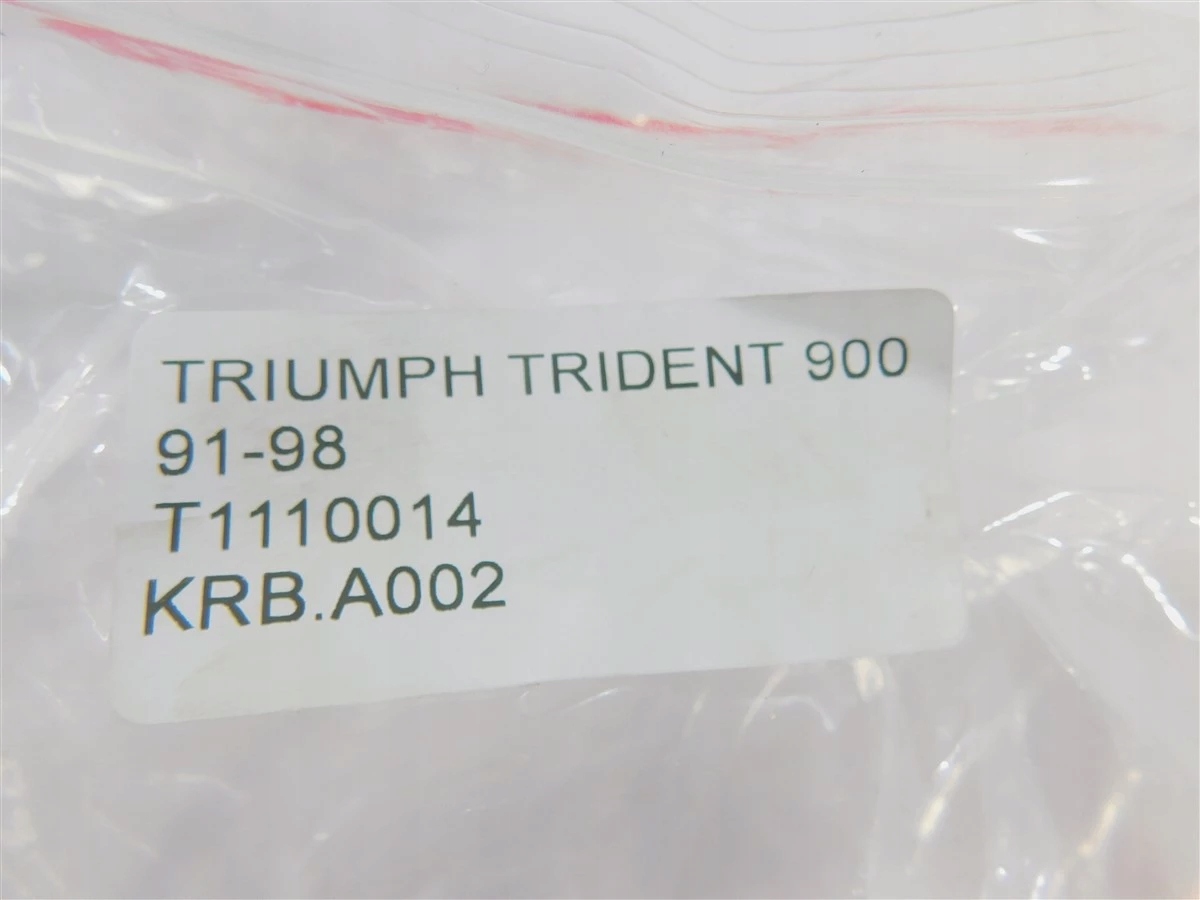 TRIUMPH TRIDENT 900
91-98
T1110014
KRB.A002